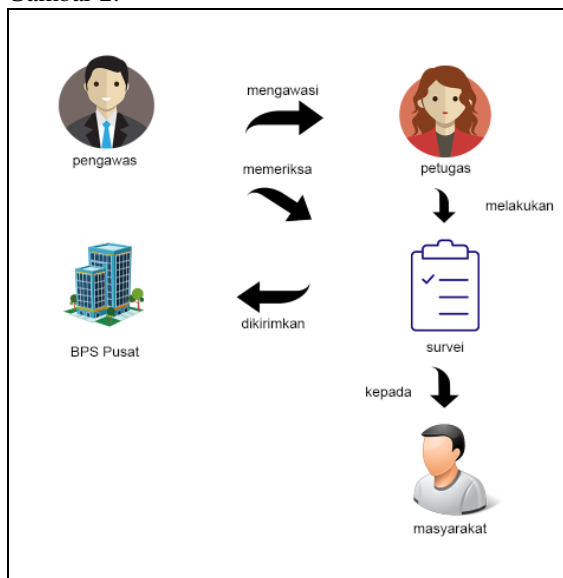 Gambar 2.
mengawasi
pengawas
memeriksa
petugas
melakukan
dikirimkan
BPS Pusat
survei
kepada
masyarakat